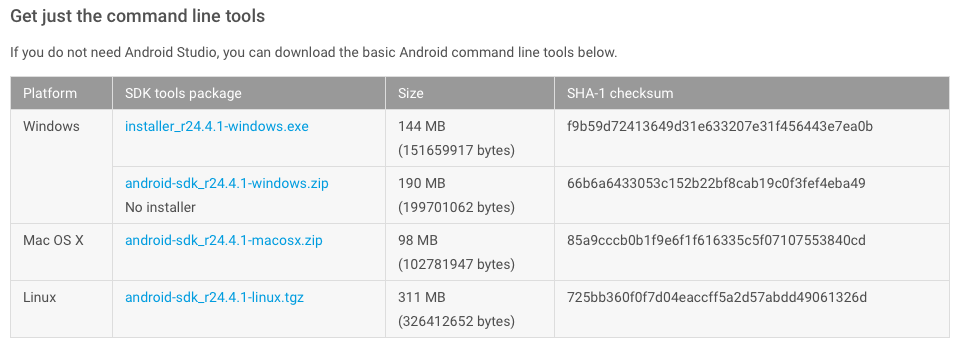 Get just the command line tools
If you do not need Android Studio, you can download the basic Android command line tools below.
Platform SDK tools package Size SHA-1 checksum
Windows installer_r24.4.1-windows.exe 144 MB f9b59d72413649d31e633207e31f456443e7ea0b
(151659917 bytes)
android-sdk_r24.4.1-windows.zip 190 MB 66b6a6433053c152b22bf8cab19c0f3fef4eba49
No installer (199701062 bytes)
Mac OS X android-sdk_r24.4.1-macosx.zip 98 MB 85a9cccb0b1f9e6f1f616335c5f07107553840cd
(102781947 bytes)
Linux android-sdk_r24.4.1-linux.tgz 311 MB 725bb360f0f7d04eaccff5a2d57abdd49061326d
(326412652 bytes)